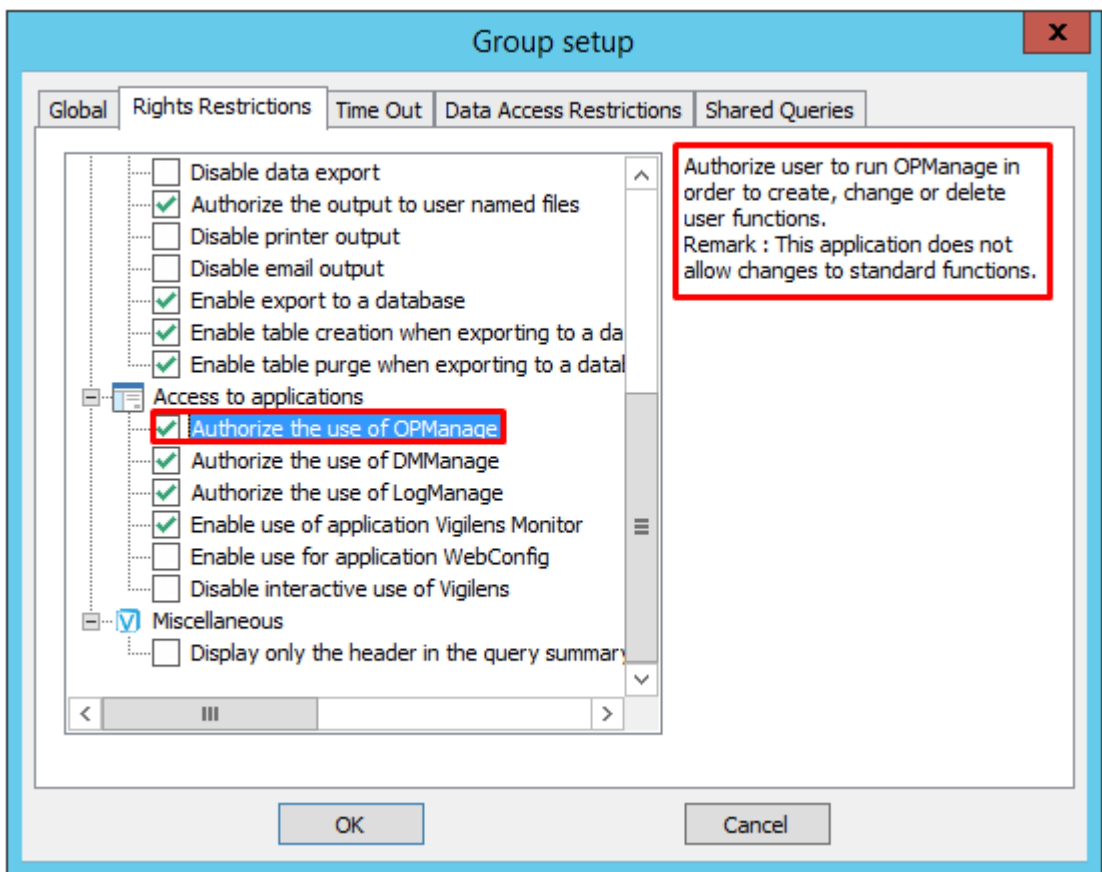 Group setup
x
Global Rights Restrictions Time Out Data Access Restrictions Shared Queries
Disable data export
Authorize the output to user named files
Disable printer output
Disable email output
Enable export to a database
Enable table creation when exporting to a da
Enable table purge when exporting to a datal
Access to applications
Authorize the use of OPManage
Authorize the use of DMManage
Authorize the use of LogManage
Enable use of application Vigilens Monitor
Enable use for application WebConfig
Disable interactive use of Vigilens
Miscellaneous
Display only the header in the query summary
Authorize user to run OPManage in
order to create, change or delete
user functions.
Remark : This application does not
allow changes to standard functions.
OK Cancel